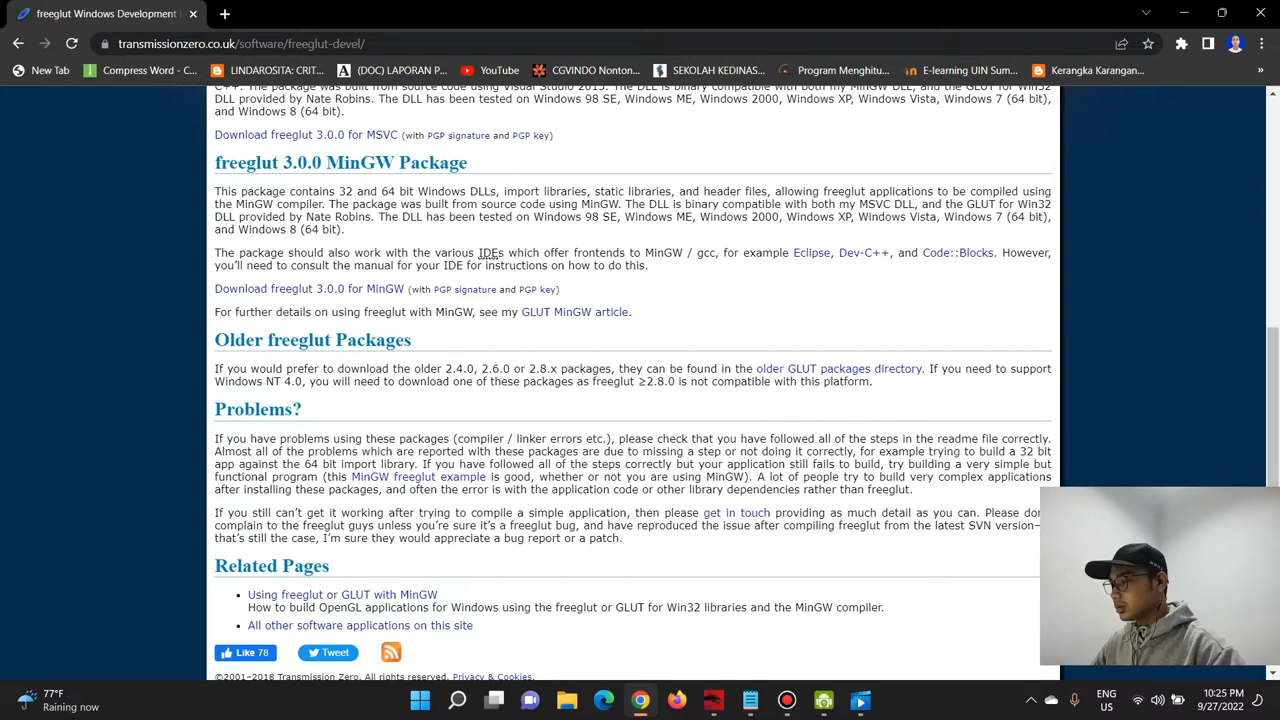 freeglut Windows Development
transmissionzero.co.uk/software/freeglut-devel/
New Tab
Compress Word - C...
LINDAROSITA: CRIT...
(DOC) LAPORAN P...
YouTube
CGVINDO Nonton...
SEKOLAH KEDINAS...
Program Menghitu...
E-learning UIN Sum...
Kerangka Karangan...
C++. The package was built from source code using Visual Studio 2013. The DLL is binary compatible with both my MinGW DLL, and the GLUT for Win32
DLL provided by Nate Robins. The DLL has been tested on Windows 98 SE, Windows ME, Windows 2000, Windows XP, Windows Vista, Windows 7 (64 bit),
and Windows 8 (64 bit).
Download freeglut 3.0.0 for MSVC (with PGP signature and PGP key)
freeglut 3.0.0 MinGW Package
This package contains 32 and 64 bit Windows DLLs, import libraries, static libraries, and header files, allowing freeglut applications to be compiled using
the MinGW compiler. The package was built from source code using MinGW. The DLL is binary compatible with both my MSVC DLL, and the GLUT for Win32
DLL provided by Nate Robins. The DLL has been tested on Windows 98 SE, Windows ME, Windows 2000, Windows XP, Windows Vista, Windows 7 (64 bit),
and Windows 8 (64 bit).
The package should also work with the various IDEs which offer frontends to MinGW / gcc, for example Eclipse, Dev-C++, and Code::Blocks. However,
you'll need to consult the manual for your IDE for instructions on how to do this.
Download freeglut 3.0.0 for MinGW (with PGP signature and PGP key)
For further details on using freeglut with MinGW, see my GLUT MinGW article.
Older freeglut Packages
If you would prefer to download the older 2.4.0, 2.6.0 or 2.8.x packages, they can be found in the older GLUT packages directory. If you need to support
Windows NT 4.0, you will need to download one of these packages as freeglut ≥2.8.0 is not compatible with this platform.
Problems?
If you have problems using these packages (compiler / linker errors etc.), please check that you have followed all of the steps in the readme file correctly.
Almost all of the problems which are reported with these packages are due to missing a step or not doing it correctly, for example trying to build a 32 bit
app against the 64 bit import library. If you have followed all of the steps correctly but your application still fails to build, try building a very simple but
functional program (this MinGW freeglut example is good, whether or not you are using MinGW). A lot of people try to build very complex applications
after installing these packages, and often the error is with the application code or other library dependencies rather than freeglut.
If you still can't get it working after trying to compile a simple application, then please get in touch providing as much detail as you can. Please don
complain to the freeglut guys unless you're sure it's a freeglut bug, and have reproduced the issue after compiling freeglut from the latest SVN version—
that's still the case, I'm sure they would appreciate a bug report or a patch.
Related Pages
Using freeglut or GLUT with MinGW
How to build OpenGL applications for Windows using the freeglut or GLUT for Win32 libraries and the MinGW compiler.
All other software applications on this site
Like 78
Tweet
©2001–2018 Transmission Zero. All rights reserved. Privacy & Cookies.
77°F
Raining now
ENG
US
10:25 PM
9/27/2022